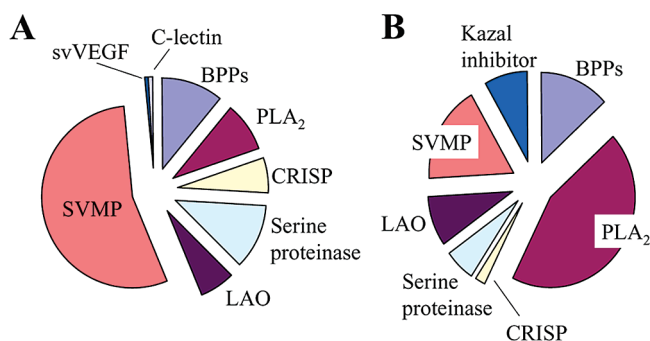 A
C-lectin
svVEGF
BPPs
PLA₂
CRISP
SVMP
Serine
proteinase
LAO
B
Kazal
inhibitor
BPPs
SVMP
PLA₂
LAO
Serine
proteinase
CRISP